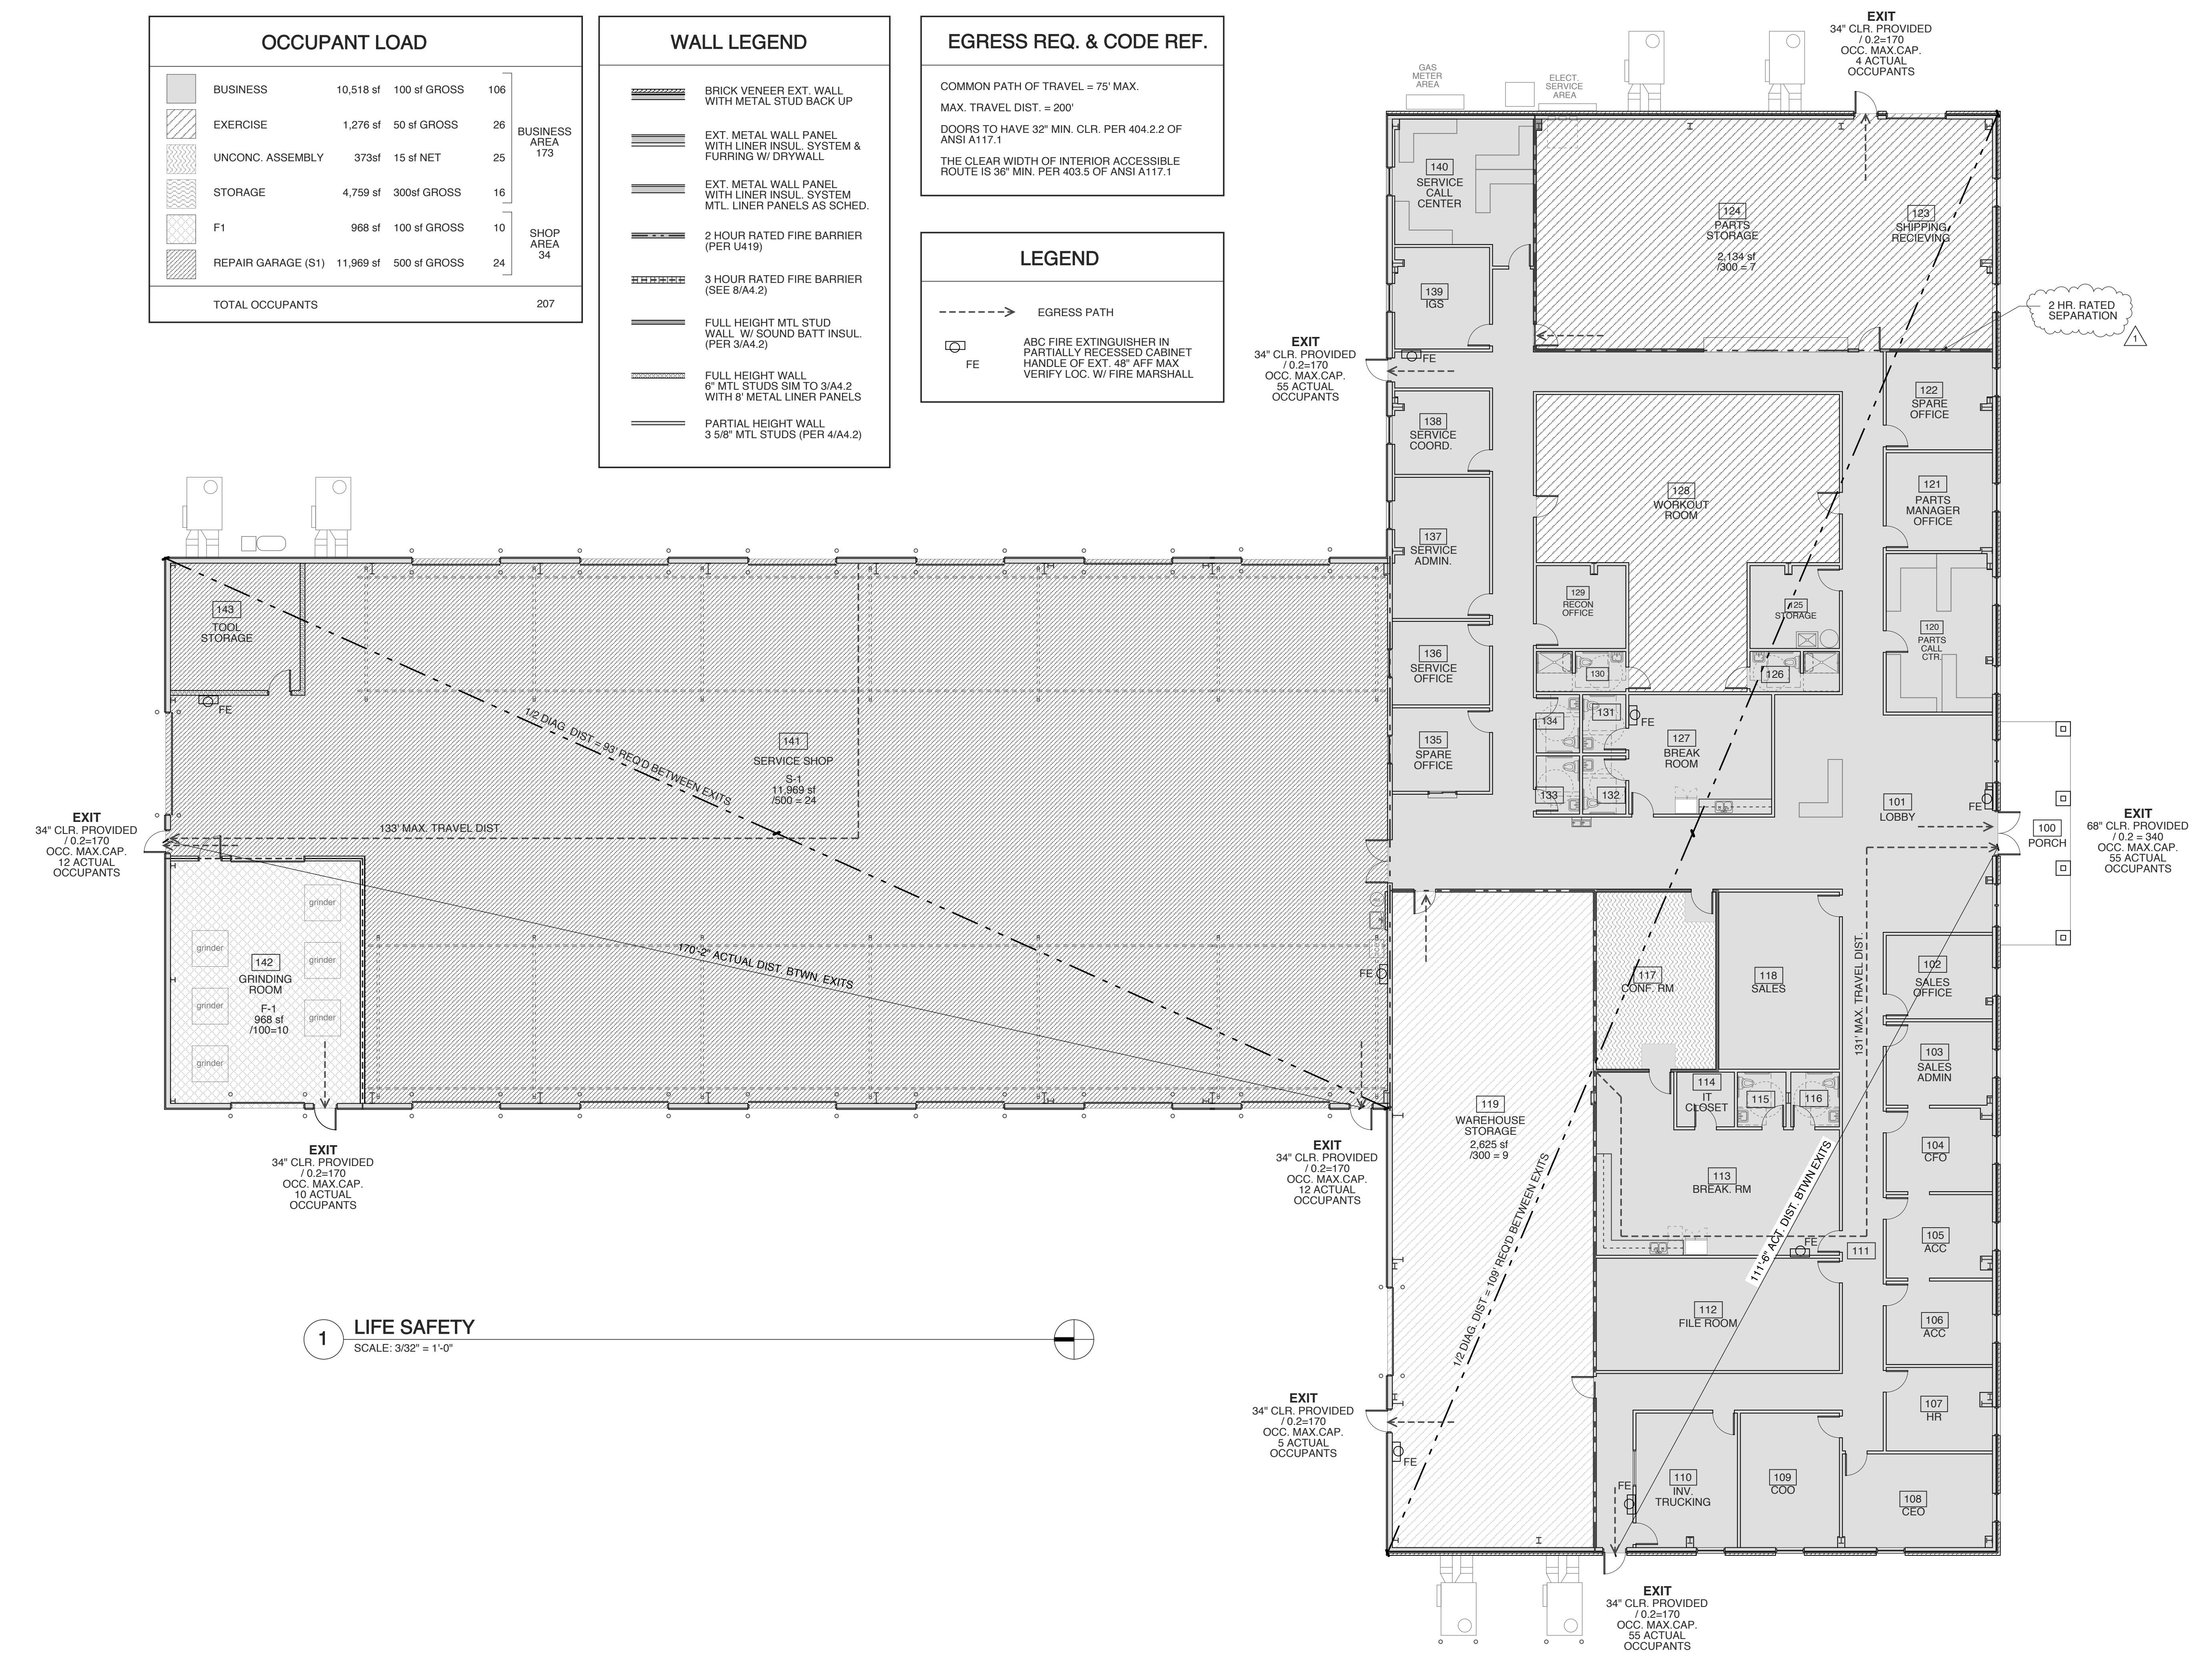 OCCUPANT LOAD
BUSINESS 10,518 sf 100 sf GROSS 106
EXERCISE 1,276 sf 50 sf GROSS 26
UNCONC. ASSEMBLY 373sf 15 sf NET 25
STORAGE 4,759 sf 300sf GROSS 16
BUSINESS
AREA
173
F1 968 sf 100 sf GROSS 10
REPAIR GARAGE (S1) 11,969 sf 500 sf GROSS 24
SHOP
AREA
34
TOTAL OCCUPANTS 207
WALL LEGEND
BRICK VENEER EXT. WALL
WITH METAL STUD BACK UP
EXT. METAL WALL PANEL
WITH LINER INSUL. SYSTEM &
FURRING W/ DRYWALL
EXT. METAL WALL PANEL
WITH LINER INSUL. SYSTEM
MTL. LINER PANELS AS SCHED.
2 HOUR RATED FIRE BARRIER
(PER U419)
3 HOUR RATED FIRE BARRIER
(SEE 8/A4.2)
FULL HEIGHT MTL STUD
WALL W/ SOUND BATT INSUL.
(PER 3/A4.2)
FULL HEIGHT WALL
6" MTL STUDS SIM TO 3/A4.2
WITH 8' METAL LINER PANELS
PARTIAL HEIGHT WALL
3 5/8" MTL STUDS (PER 4/A4.2)
EGRESS REQ. & CODE REF.
COMMON PATH OF TRAVEL = 75' MAX.
MAX. TRAVEL DIST. = 200'
DOORS TO HAVE 32" MIN. CLR. PER 404.2.2 OF
ANSI A117.1
THE CLEAR WIDTH OF INTERIOR ACCESSIBLE
ROUTE IS 36" MIN. PER 403.5 OF ANSI A117.1
LEGEND
EGRESS PATH
FE
ABC FIRE EXTINGUISHER IN
PARTIALLY RECESSED CABINET
HANDLE OF EXT. 48" AFF MAX
VERIFY LOC. W/ FIRE MARSHALL
GAS
METER
AREA
ELECT.
SERVICE
AREA
EXIT
34" CLR. PROVIDED
/ 0.2=170
OCC. MAX.CAP.
4 ACTUAL
OCCUPANTS
140
SERVICE
CALL
CENTER
124
PARTS
STORAGE
2,134 sf
/300 = 7
123
SHIPPING
RECIEVING
139
IGS
2 HR. RATED
SEPARATION
1
EXIT
34" CLR. PROVIDED
/ 0.2=170
OCC. MAX.CAP.
55 ACTUAL
OCCUPANTS
FE
138
SERVICE
COORD.
122
SPARE
OFFICE
128
WORKOUT
ROOM
121
PARTS
MANAGER
OFFICE
137
SERVICE
ADMIN.
129
RECON
OFFICE
125
STORAGE
120
PARTS
CALL
CTR.
136
SERVICE
OFFICE
130
126
134
131
FE
127
BREAK
ROOM
135
SPARE
OFFICE
133
132
101
LOBBY
FE
100
PORCH
EXIT
68" CLR. PROVIDED
/ 0.2 = 340
OCC. MAX.CAP.
55 ACTUAL
OCCUPANTS
143
TOOL
STORAGE
FE
1/2 DIAG. DIST = 93' REQ'D BETWEEN EXITS
141
SERVICE SHOP
S-1
11,969 sf
/500 = 24
133' MAX. TRAVEL DIST.
EXIT
34" CLR. PROVIDED
/ 0.2=170
OCC. MAX.CAP.
12 ACTUAL
OCCUPANTS
grinder
grinder
grinder
grinder
grinder
grinder
142
GRINDING
ROOM
F-1
968 sf
/100=10
170'-2" ACTUAL DIST. BTWN. EXITS
FE
117
CONF. RM
118
SALES
131' MAX. TRAVEL DIST.
102
SALES
OFFICE
103
SALES
ADMIN
119
WAREHOUSE
STORAGE
2,625 sf
/300 = 9
114
IT
CLOSET
115
116
104
CFO
113
BREAK. RM
FE
111
105
ACC
111'-6" ACT. DIST. BTWN EXITS
1/2 DIAG. DIST = 109' REQ'D BETWEEN EXITS
EXIT
34" CLR. PROVIDED
/ 0.2=170
OCC. MAX.CAP.
10 ACTUAL
OCCUPANTS
EXIT
34" CLR. PROVIDED
/ 0.2=170
OCC. MAX.CAP.
12 ACTUAL
OCCUPANTS
112
FILE ROOM
106
ACC
1
LIFE SAFETY
SCALE: 3/32" = 1'-0"
EXIT
34" CLR. PROVIDED
/ 0.2=170
OCC. MAX.CAP.
5 ACTUAL
OCCUPANTS
FE
107
HR
FE
110
INV.
TRUCKING
109
COO
108
CEO
EXIT
34" CLR. PROVIDED
/ 0.2=170
OCC. MAX.CAP.
55 ACTUAL
OCCUPANTS